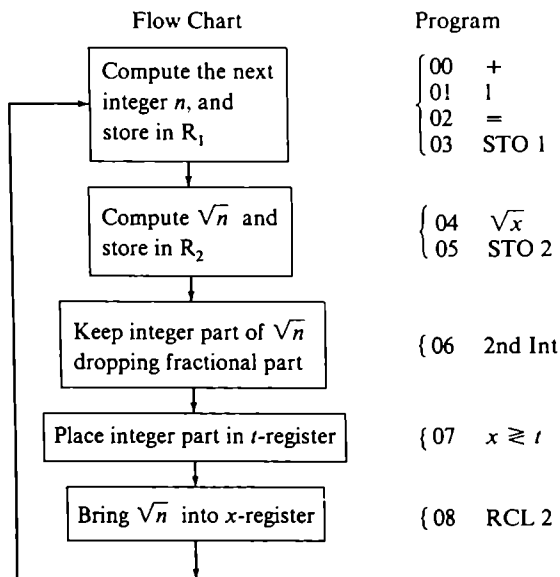 Flow Chart
Program
Compute the next
integer n, and
store in R₁
00 +
01 1
02 =
03 STO 1
Compute √n and
store in R₂
04 √x
05 STO 2
Keep integer part of √n
dropping fractional part
06 2nd Int
Place integer part in t-register
07 x ≷ t
Bring √n into x-register
08 RCL 2